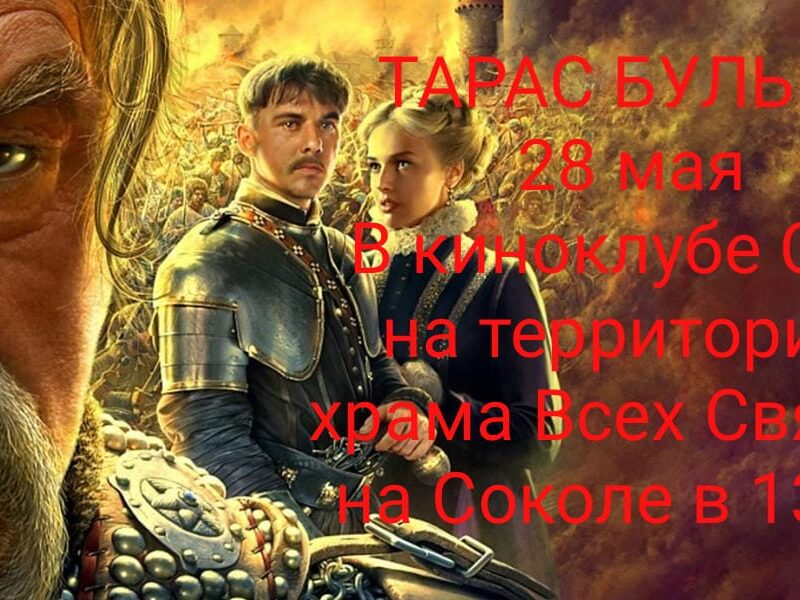 ТАРАС БУЛЬ
28 мая
В киноклубе
на территори
храма Всех Свя
на Соколе в 13